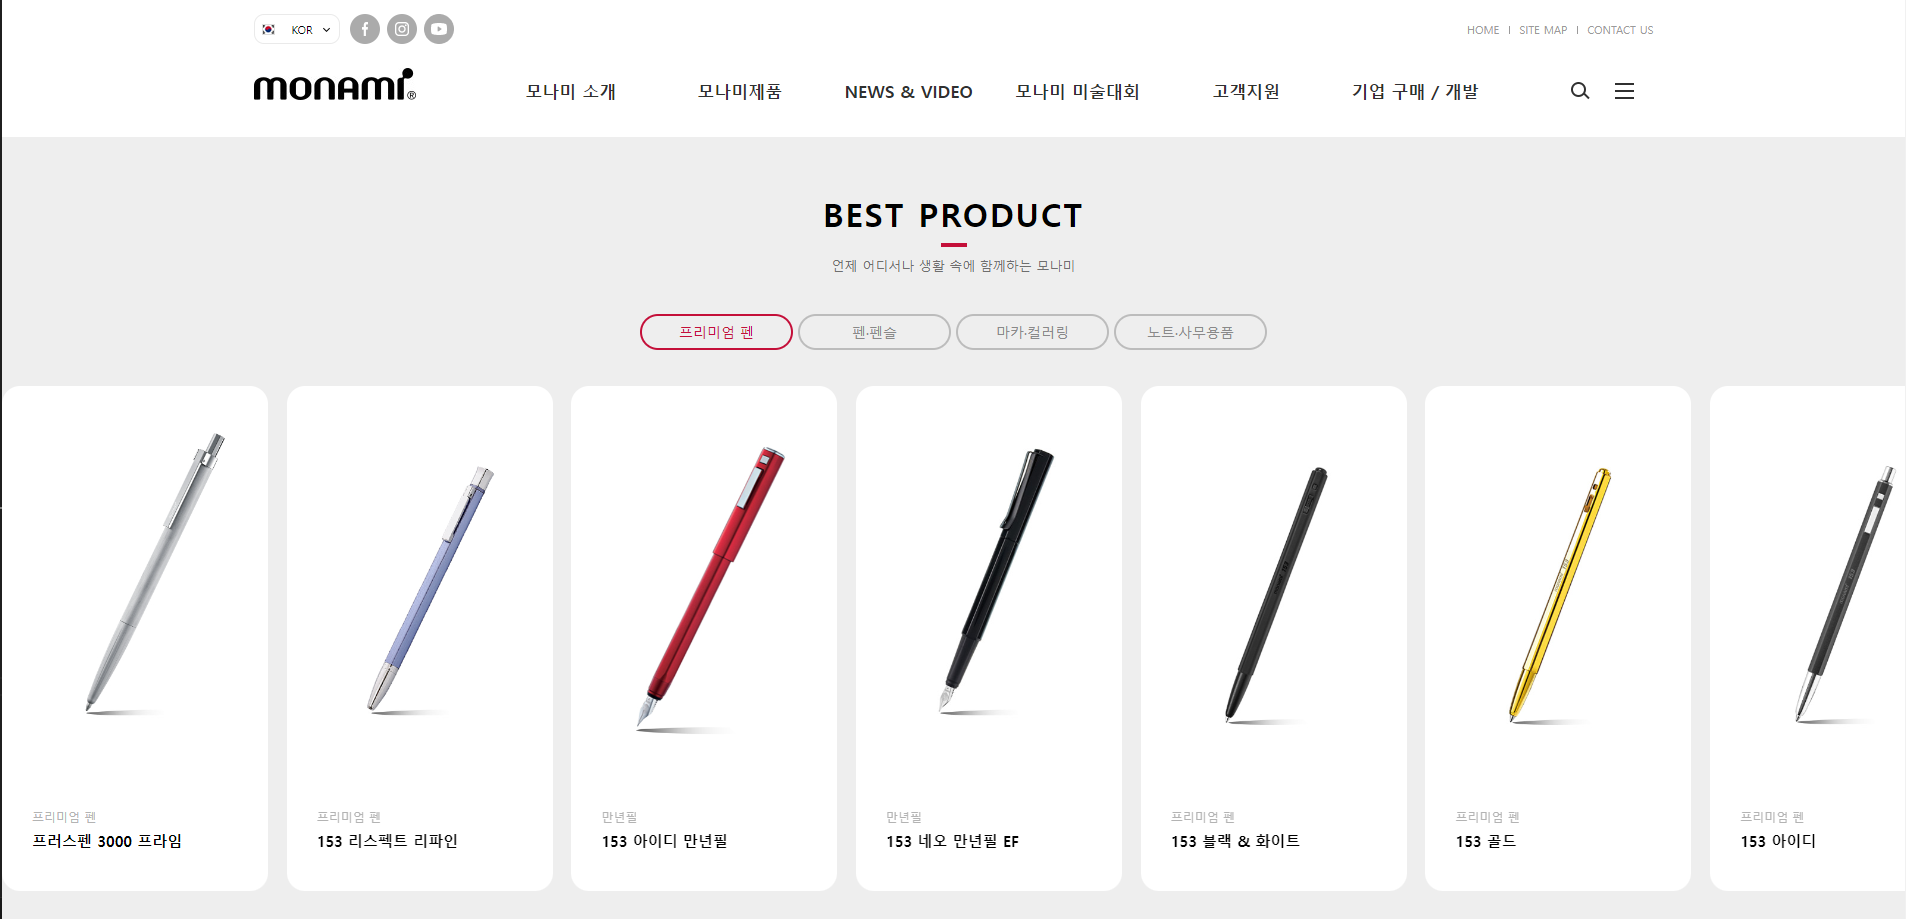 KOR
HOME | SITE MAP | CONTACT US
monami®
모나미 소개 모나미제품 NEWS & VIDEO 모나미 미술대회 고객지원 기업 구매 / 개발
BEST PRODUCT
언제 어디서나 생활 속에 함께하는 모나미
프리미엄 펜 펜·펜슬 마카·컬러링 노트·사무용품
프리미엄 펜
프러스펜 3000 프라임
프리미엄 펜
153 리스펙트 리파인
만년필
153 아이디 만년필
만년필
153 네오 만년필 EF
프리미엄 펜
153 블랙 & 화이트
프리미엄 펜
153 골드
프리미엄 펜
153 아이디